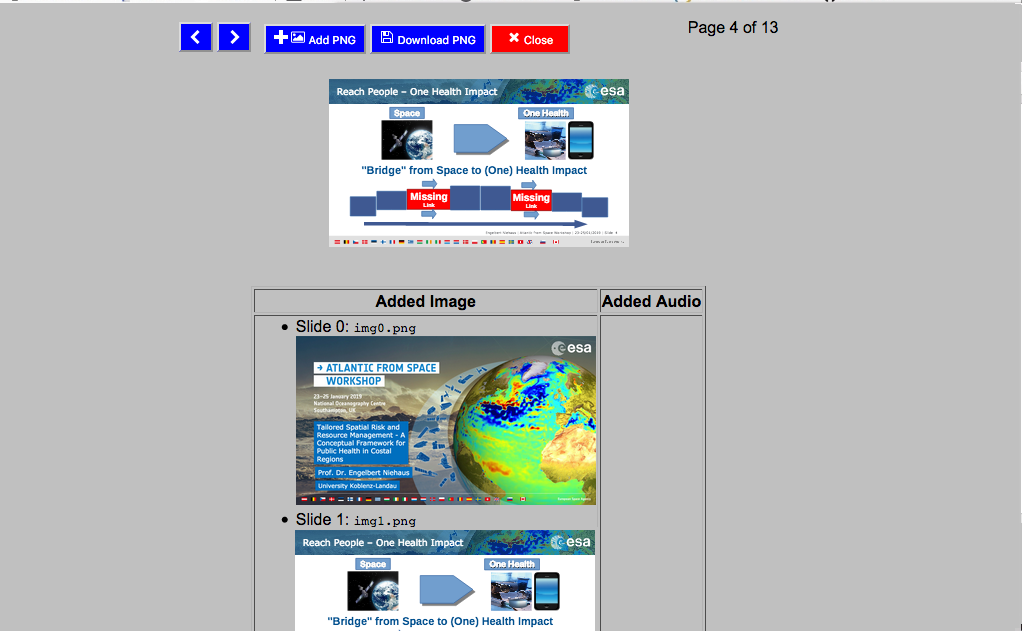 Page 4 of 13
Add PNG
Download PNG
Close
Reach People – One Health Impact
esa
Space
One Health
"Bridge" from Space to (One) Health Impact
Missing
Link
Missing
Link
Engelbert Niehaus - Atlantic from Space Workshop - 23-25/01/2019 - Slide 4
Added Image
Added Audio
Slide 0: img0.png
esa
→ ATLANTIC FROM SPACE
WORKSHOP
23–25 January 2019
National Oceanography Centre
Southampton, UK
Tailored Spatial Risk and
Resource Management - A
Conceptual Framework for
Public Health in Costal
Regions
Prof. Dr. Engelbert Niehaus
University Koblenz-Landau
European Space Agency
Slide 1: img1.png
Reach People – One Health Impact
esa
Space
One Health
"Bridge" from Space to (One) Health Impact